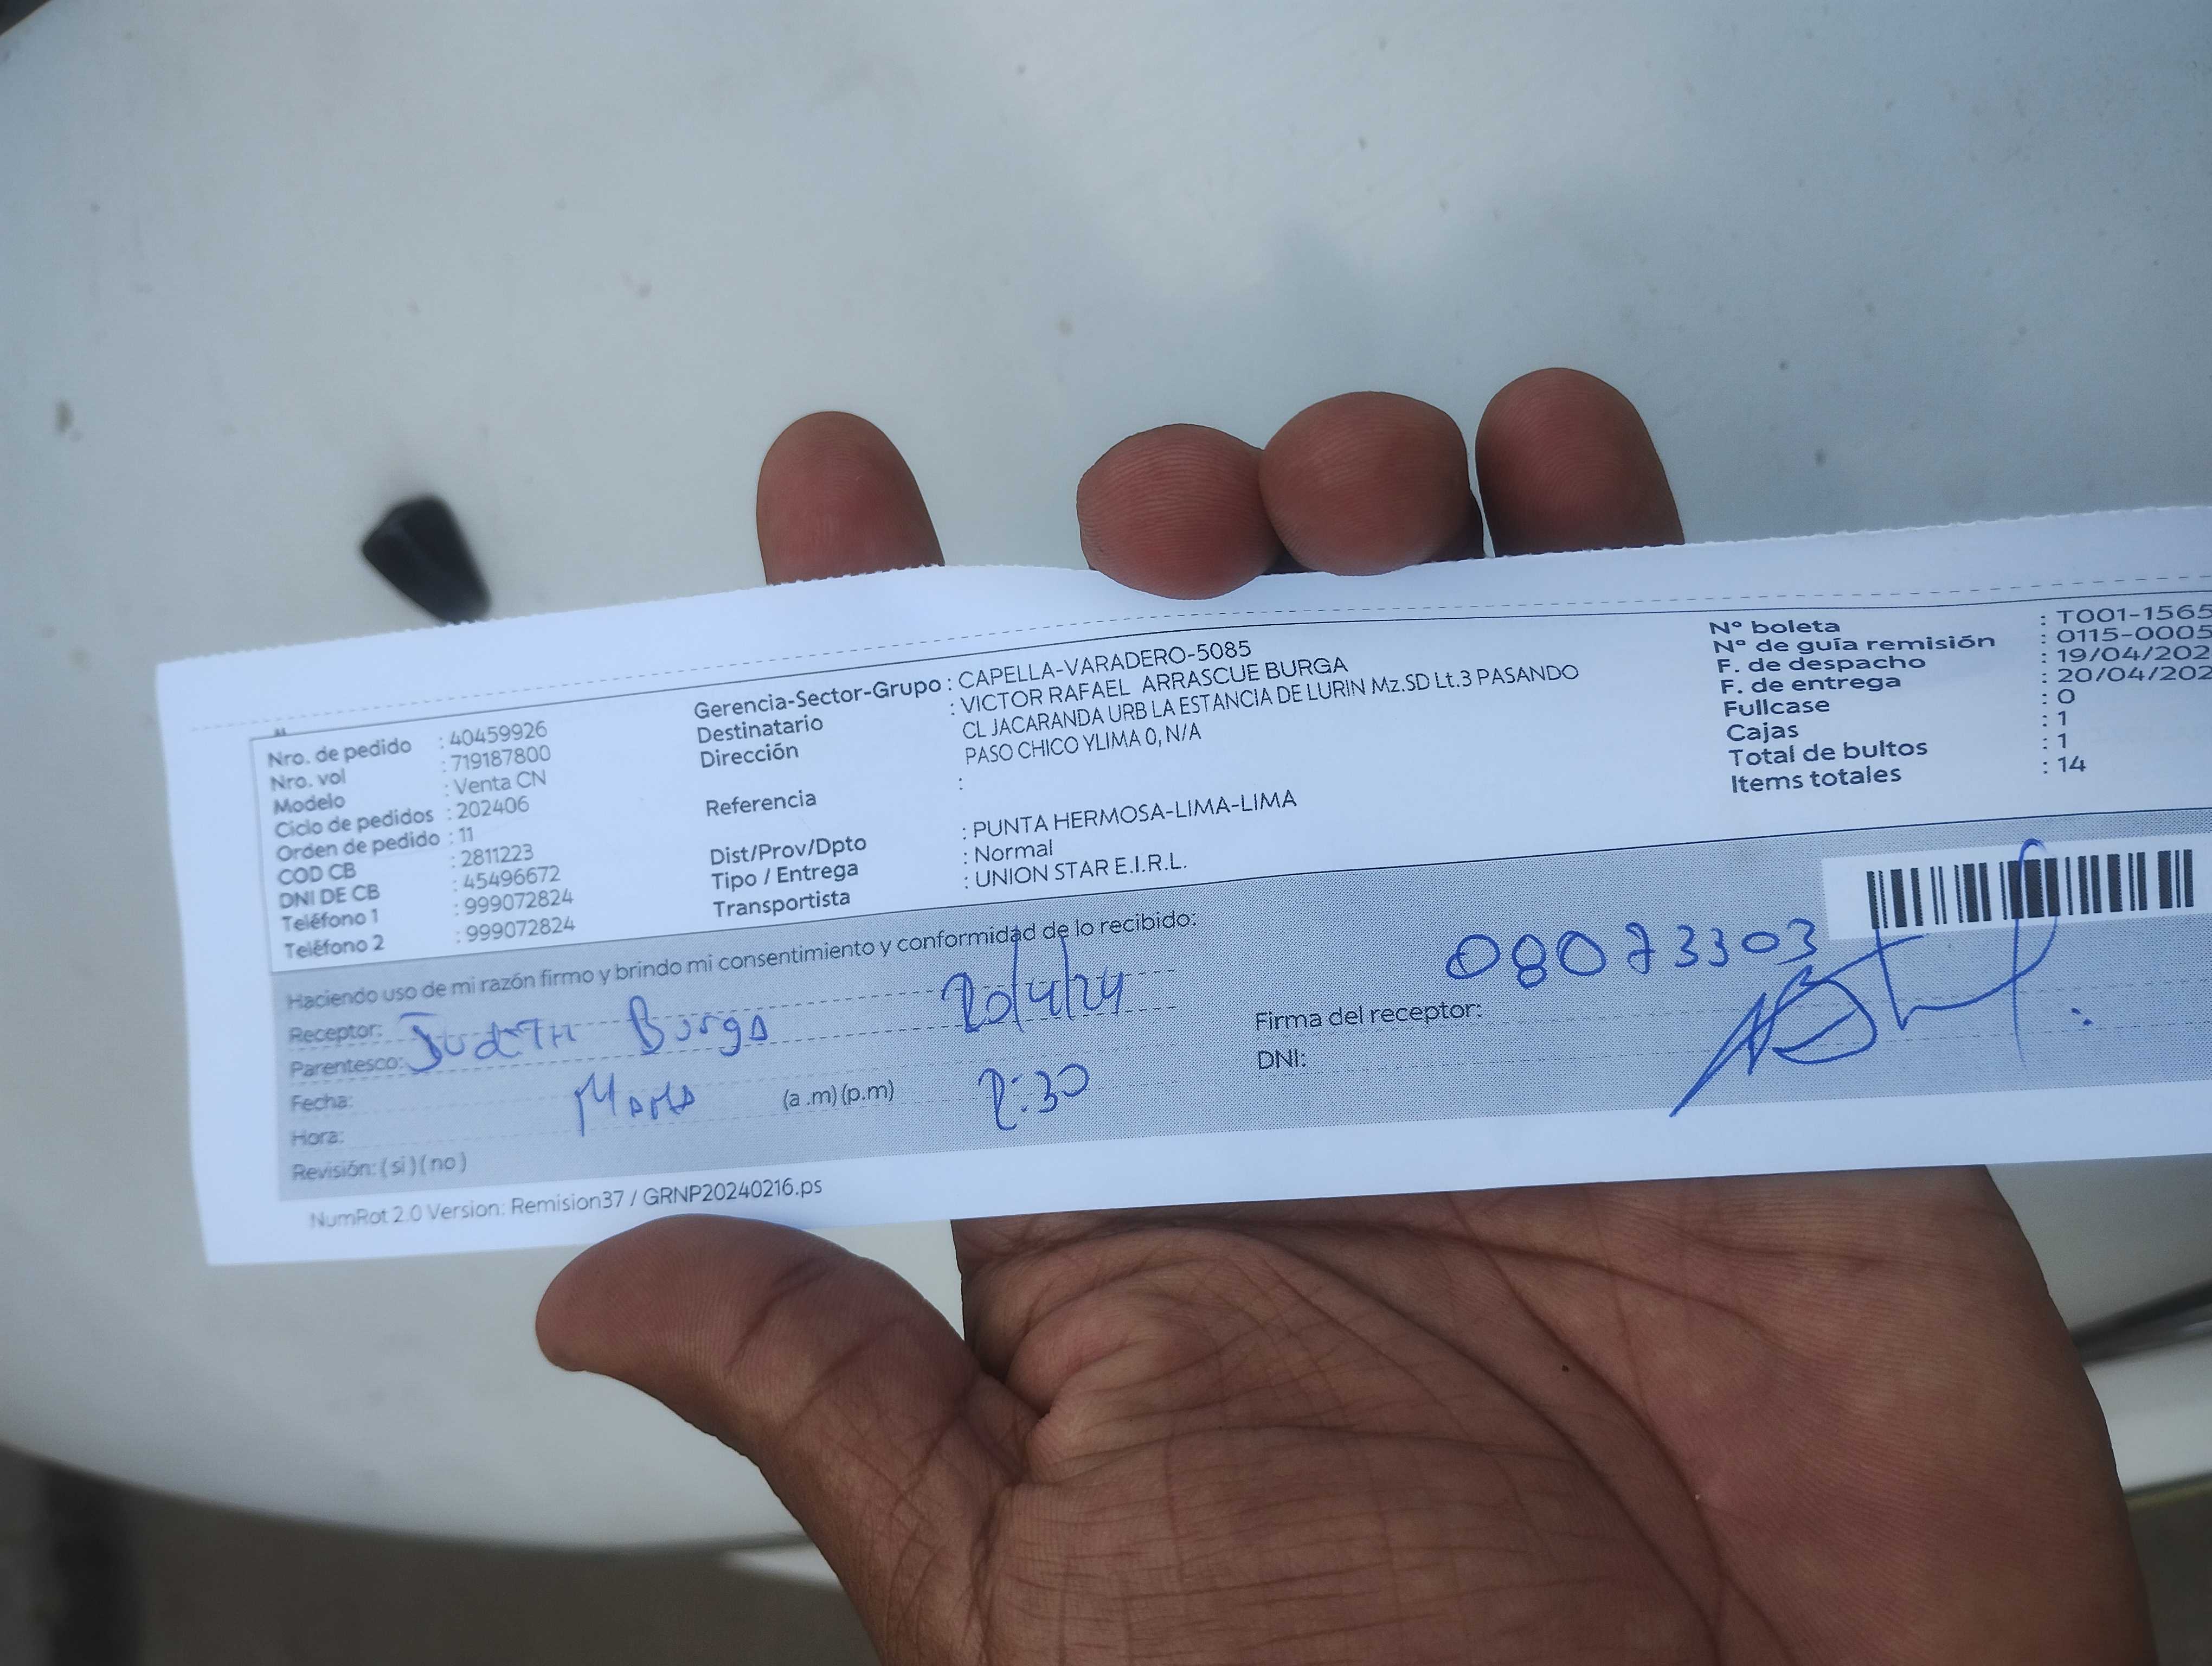 Nro. de pedido : 40459926
Nro. vol : 719187800
Modelo : Venta CN
Ciclo de pedidos : 202406
Orden de pedido : 11
COD CB : 2811223
DNI DE CB : 45496672
Teléfono 1 : 999072824
Teléfono 2 : 999072824
Gerencia-Sector-Grupo : CAPELLA-VARADERO-5085
Destinatario : VICTOR RAFAEL ARRASCUE BURGA
Dirección CL JACARANDA URB LA ESTANCIA DE LURIN Mz.SD Lt.3 PASANDO
PASO CHICO YLIMA 0, N/A
Referencia :
Dist/Prov/Dpto : PUNTA HERMOSA-LIMA-LIMA
Tipo / Entrega : Normal
Transportista : UNION STAR E.I.R.L.
Nº boleta : T001-1565
Nº de guía remisión : 0115-0005
F. de despacho : 19/04/202
F. de entrega : 20/04/202
Fullcase : 0
Cajas : 1
Total de bultos : 1
Items totales : 14
Haciendo uso de mi razón firmo y brindo mi consentimiento y conformidad de lo recibido:
Receptor: Judith Burga 20/4/24
Parentesco:
Fecha:
(a .m)(p.m) 2:30
Hora:
Revisión: ( si ) ( no )
08073303
Firma del receptor:
DNI:
NumRot 2.0 Version: Remision37 / GRNP20240216.ps